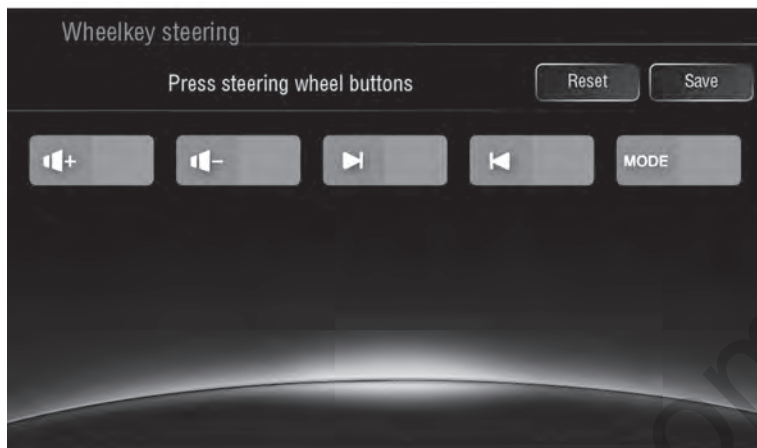 Wheelkey steering
Press steering wheel buttons
Reset
Save
+
-
MODE